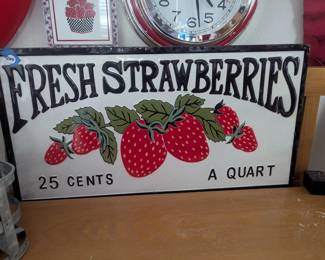 FRESH STRAWBERRIES
25 CENTS A QUART